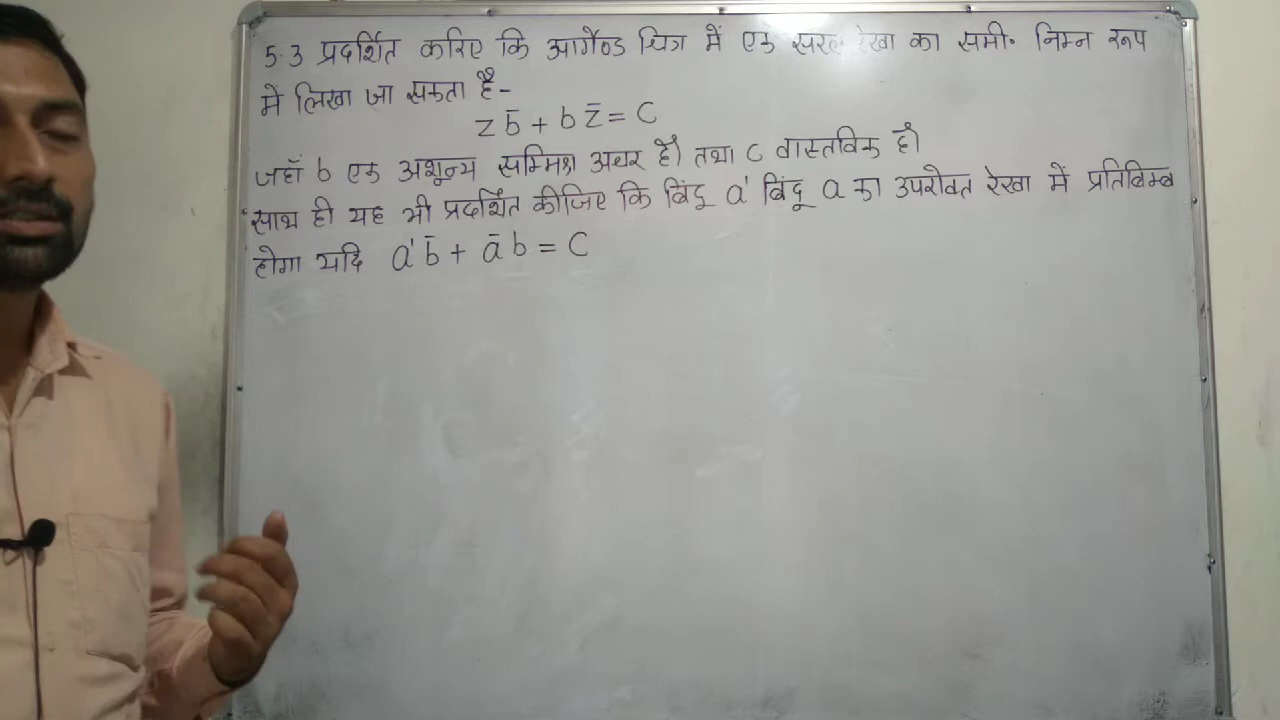 5.3 प्रदर्शित करिए कि आर्गेण्ड चित्र में एक सरल रेखा का समी॰ निम्न रूप
में लिखा जा सकता है-
z b̄ + b z̄ = C
जहाँ b एक अशून्य सम्मिश्र अचर है। तथा C वास्तविक है।
साथ ही यह भी प्रदर्शित कीजिए कि बिंदू a' बिंदू a का उपरोक्त रेखा में प्रतिबिम्ब
होगा यदि a' b̄ + ā b = C